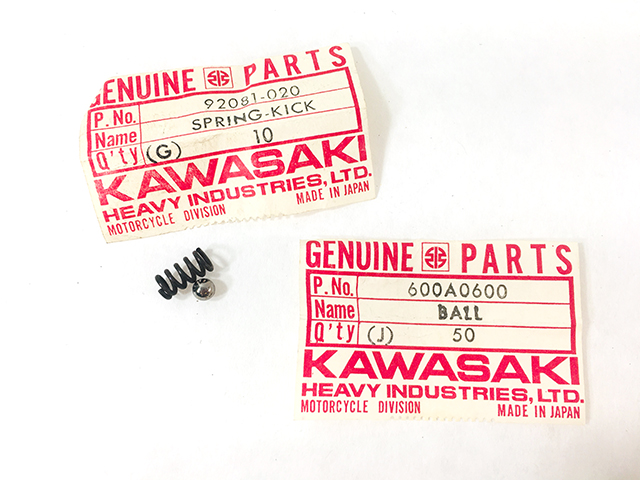 GENUINE PARTS
P. No. 92081-020
Name SPRING-KICK
Q'ty (G) 10
KAWASAKI
HEAVY INDUSTRIES, LTD.
MOTORCYCLE DIVISION MADE IN JAPAN
GENUINE PARTS
P. No. 600A0600
Name BALL
Q'ty (J) 50
KAWASAKI
HEAVY INDUSTRIES, LTD.
MOTORCYCLE DIVISION MADE IN JAPAN